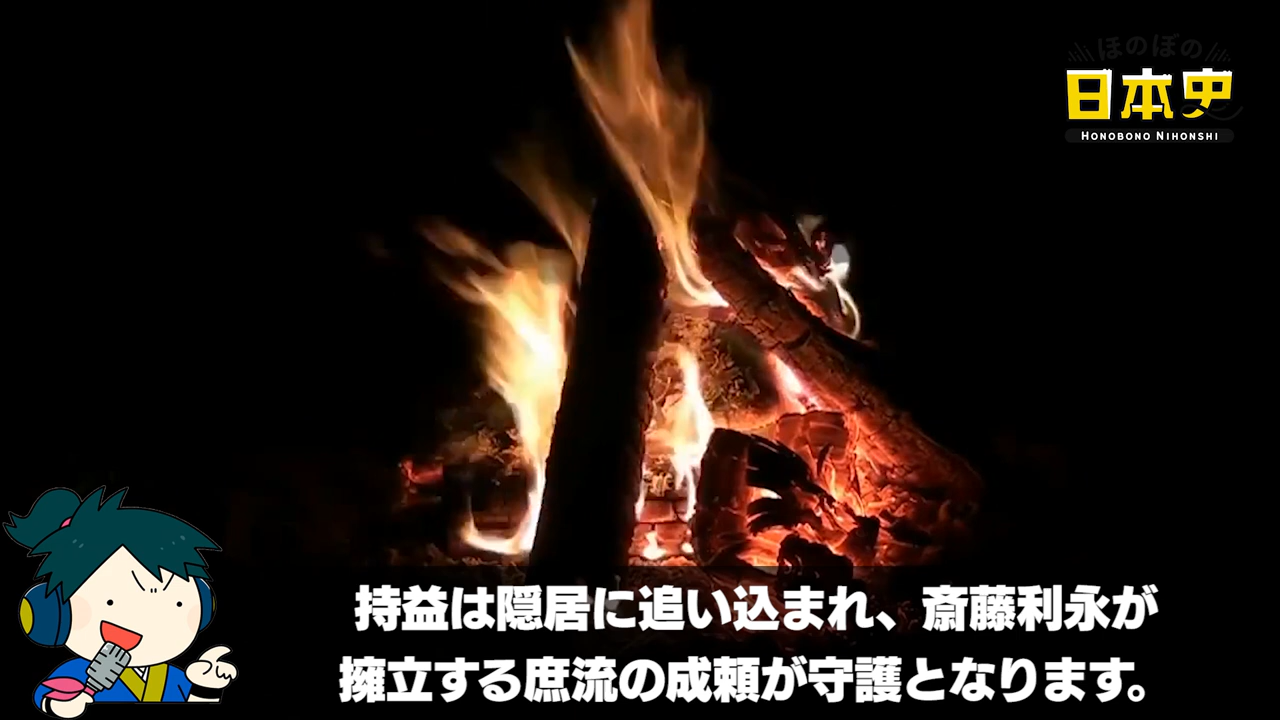 ほのぼの
日本史
HONOBONO NIHONSHI
持益は隠居に追い込まれ、斎藤利永が
擁立する庶流の成頼が守護となります。